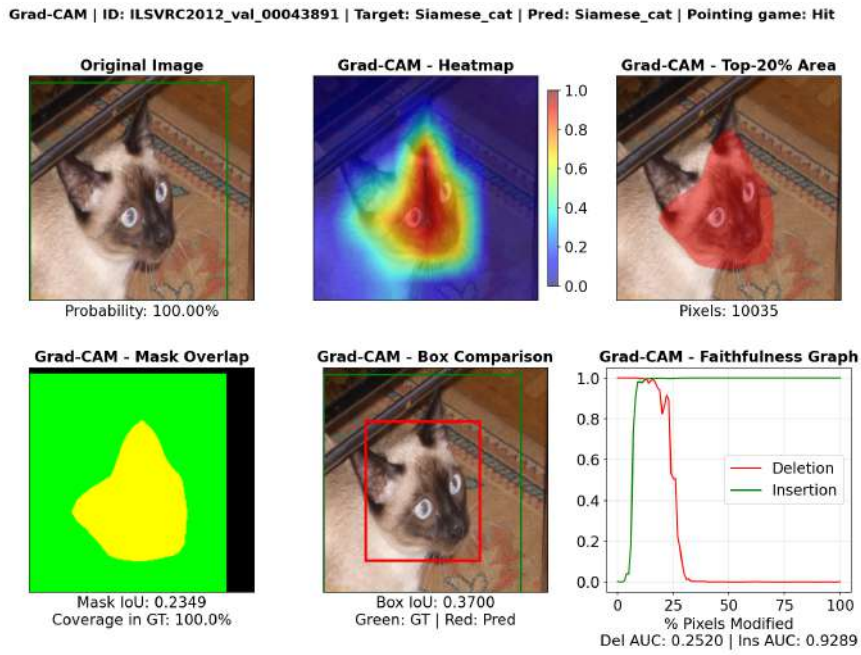 Grad-CAM | ID: ILSVRC2012_val_00043891 | Target: Siamese_cat | Pred: Siamese_cat | Pointing game: Hit
Original Image
Grad-CAM - Heatmap
Grad-CAM - Top-20% Area
1.0
0.8
0.6
0.4
0.2
0.0
Probability: 100.00%
Pixels: 10035
Grad-CAM - Mask Overlap
Grad-CAM - Box Comparison
Grad-CAM - Faithfulness Graph
1.0
0.8
0.6
0.4
0.2
0.0
Deletion
Insertion
0 25 50 75 100
% Pixels Modified
Mask IoU: 0.2349
Coverage in GT: 100.0%
Box IoU: 0.3700
Green: GT | Red: Pred
Del AUC: 0.2520 | Ins AUC: 0.9289